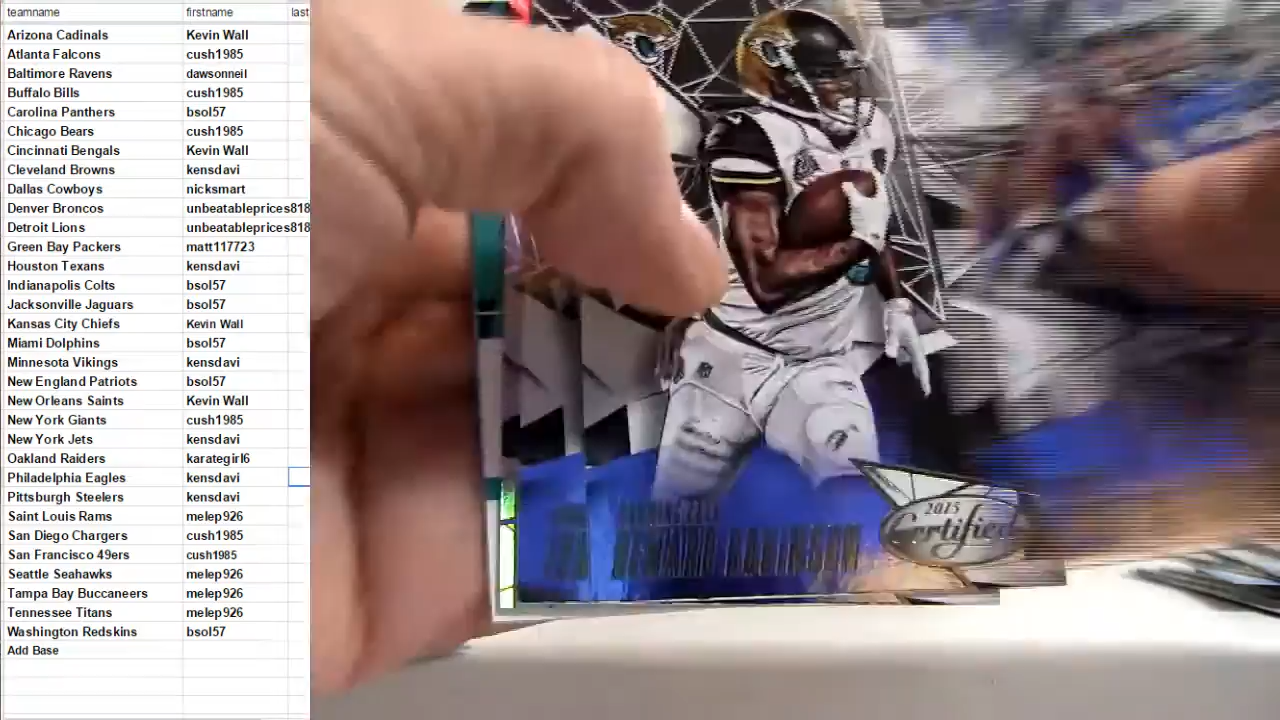 teamname firstname last
Arizona Cadinals Kevin Wall
Atlanta Falcons cush1985
Baltimore Ravens dawsonneil
Buffalo Bills cush1985
Carolina Panthers bsol57
Chicago Bears cush1985
Cincinnati Bengals Kevin Wall
Cleveland Browns kensdavi
Dallas Cowboys nicksmart
Denver Broncos unbeatableprices818
Detroit Lions unbeatableprices818
Green Bay Packers matt117723
Houston Texans kensdavi
Indianapolis Colts bsol57
Jacksonville Jaguars bsol57
Kansas City Chiefs Kevin Wall
Miami Dolphins bsol57
Minnesota Vikings kensdavi
New England Patriots bsol57
New Orleans Saints Kevin Wall
New York Giants cush1985
New York Jets kensdavi
Oakland Raiders karategirl6
Philadelphia Eagles kensdavi
Pittsburgh Steelers kensdavi
Saint Louis Rams melep926
San Diego Chargers cush1985
San Francisco 49ers cush1985
Seattle Seahawks melep926
Tampa Bay Buccaneers melep926
Tennessee Titans melep926
Washington Redskins bsol57
Add Base
2015
Certified
ROBINSON